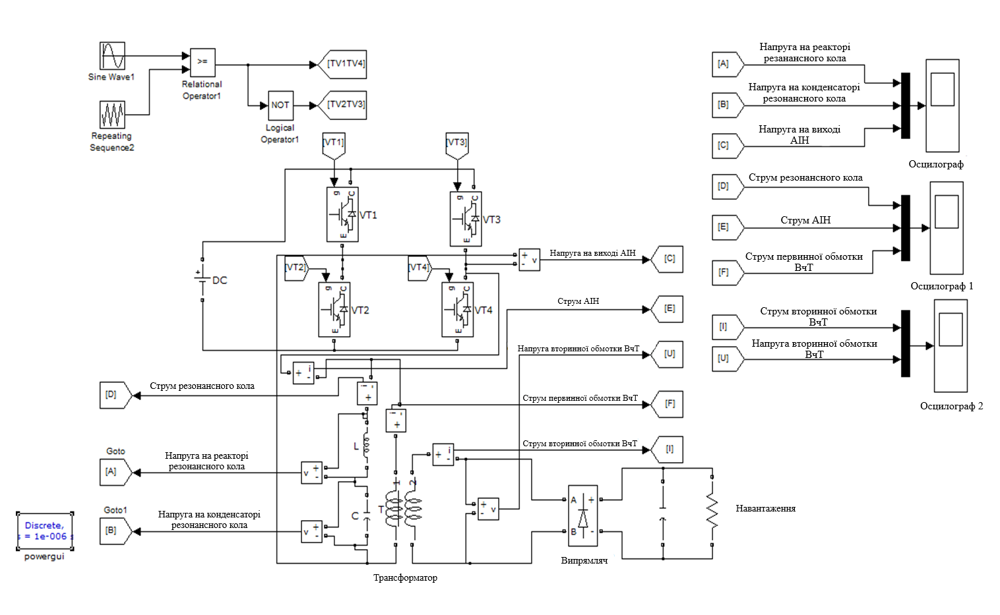 Sine Wave1
>=
Relational
Operator1
[TV1TV4]
NOT
Logical
Operator1
[TV2TV3]
Repeating
Sequence2
[VT1]
[VT3]
g
C
E
VT1
g
C
E
VT3
[VT2]
[VT4]
g
C
E
VT2
g
C
E
VT4
+
DC
+
-
v
Напруга на виході АІН
[C]
Струм АІН
[E]
Напруга вторинної обмотки ВчТ
[U]
+
i
-
Струм резонансного кола
[D]
i
-
+
Струм первинної обмотки ВчТ
[F]
i
-
+
Струм вторинної обмотки ВчТ
[I]
+
i
-
L
Goto
[A]
Напруга на реакторі
резонансного кола
v
+
-
Goto1
[B]
Напруга на конденсаторі
резонансного кола
v
+
-
C
T
1
2
Трансформатор
+
-
v
A
+
B
-
Випрямляч
Навантаження
Discrete,
s = 1e-006 s
powergui
[A]
Напруга на реакторі
резанансного кола
[B]
Напруга на конденсаторі
резонансного кола
[C]
Напруга на виході
АІН
Осцилограф
[D]
Струм резонансного кола
[E]
Струм АІН
[F]
Струм первинної обмотки
ВчТ
Осцилограф 1
[I]
Струм вторинної обмотки
ВчТ
[U]
Напруга вторинної обмотки
ВчТ
Осцилограф 2